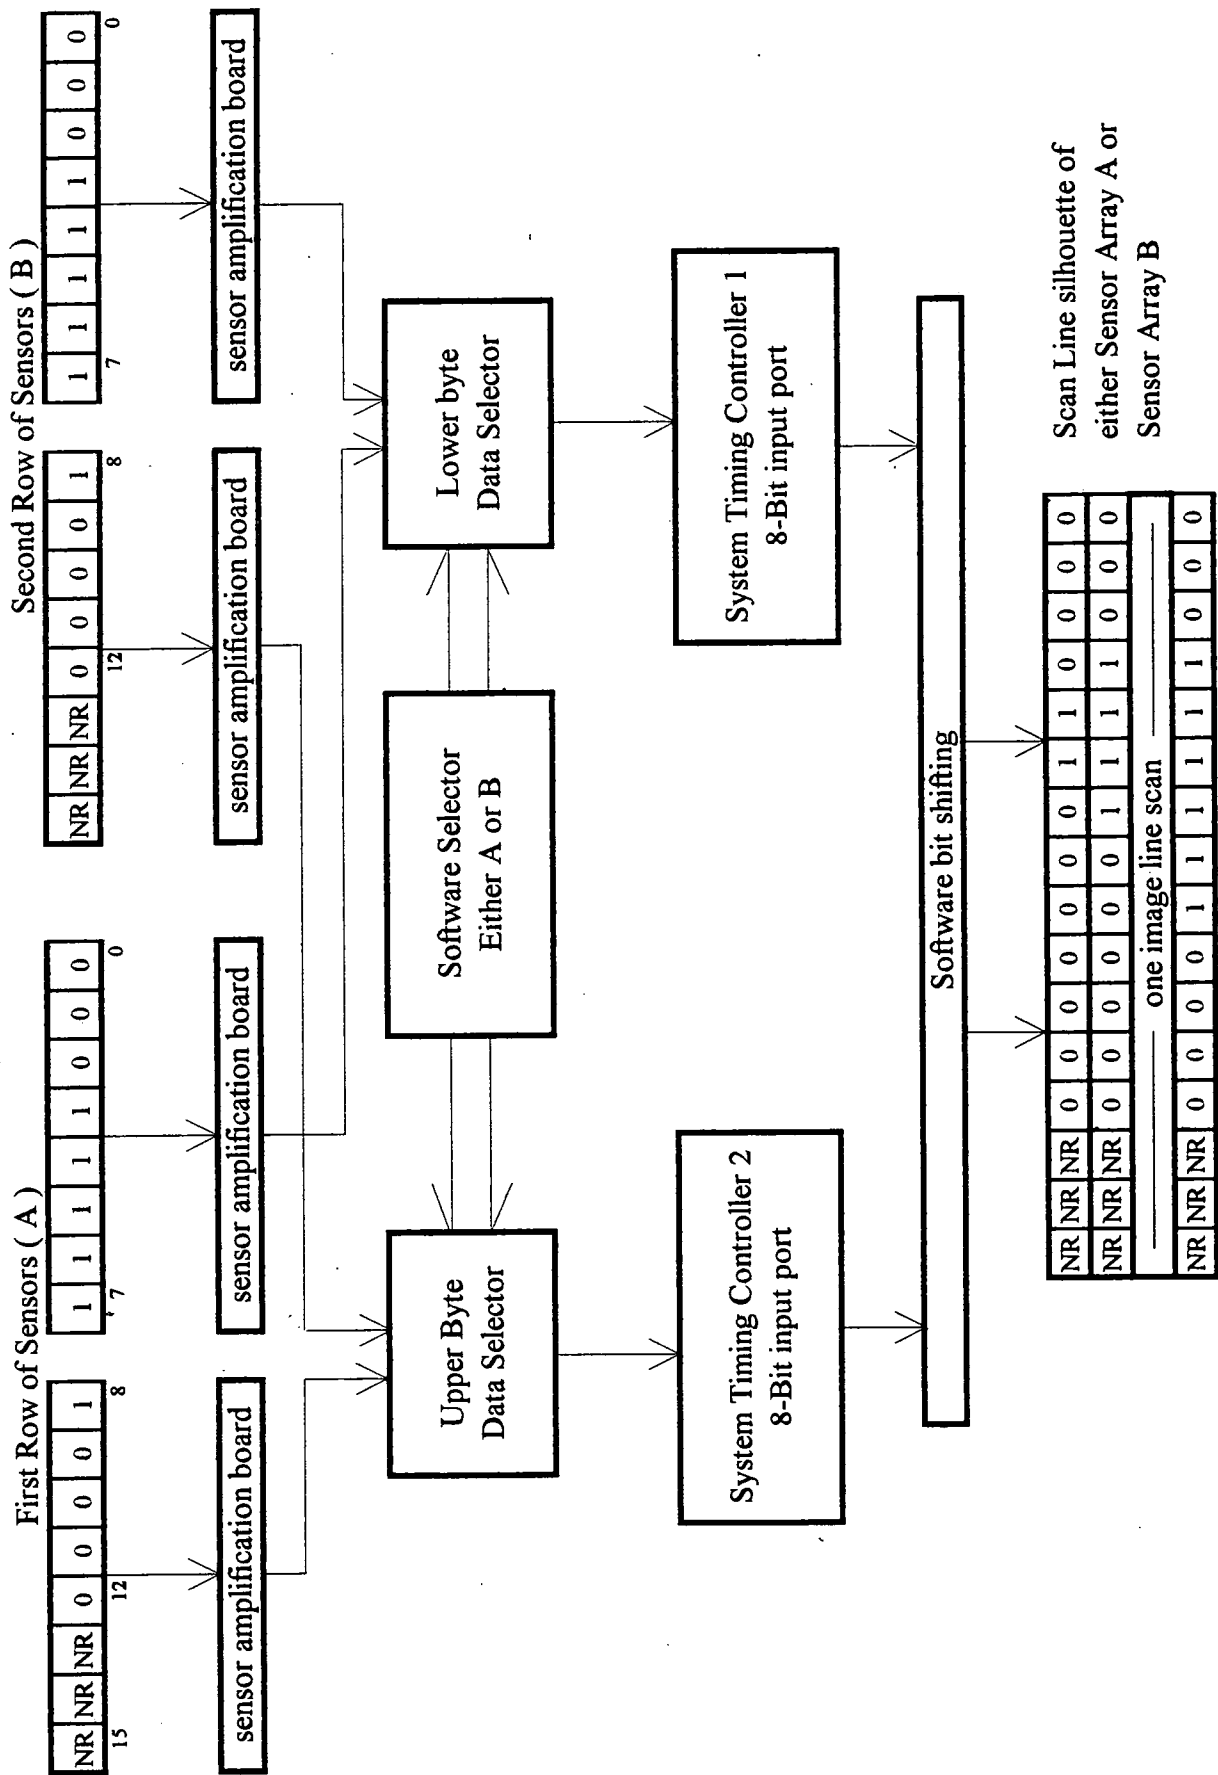 First Row of Sensors ( A )
Second Row of Sensors ( B )
NR NR NR 0 0 0 0 1
1 1 1 1 1 0 0 0
NR NR NR 0 0 0 0 1
1 1 1 1 1 0 0 0
15 12 8
7 0
12 8
7 0
sensor amplification board
sensor amplification board
sensor amplification board
sensor amplification board
Upper Byte
Data Selector
Software Selector
Either A or B
Lower byte
Data Selector
System Timing Controller 2
8-Bit input port
System Timing Controller 1
8-Bit input port
Software bit shifting
NR NR NR 0 0 0 0 0 0 0 1 1 0 0 0 0
NR NR NR 0 0 0 0 0 0 1 1 1 1 0 0 0
one image line scan
NR NR NR 0 0 0 0 1 1 1 1 1 1 0 0 0
Scan Line silhouette of
either Sensor Array A or
Sensor Array B